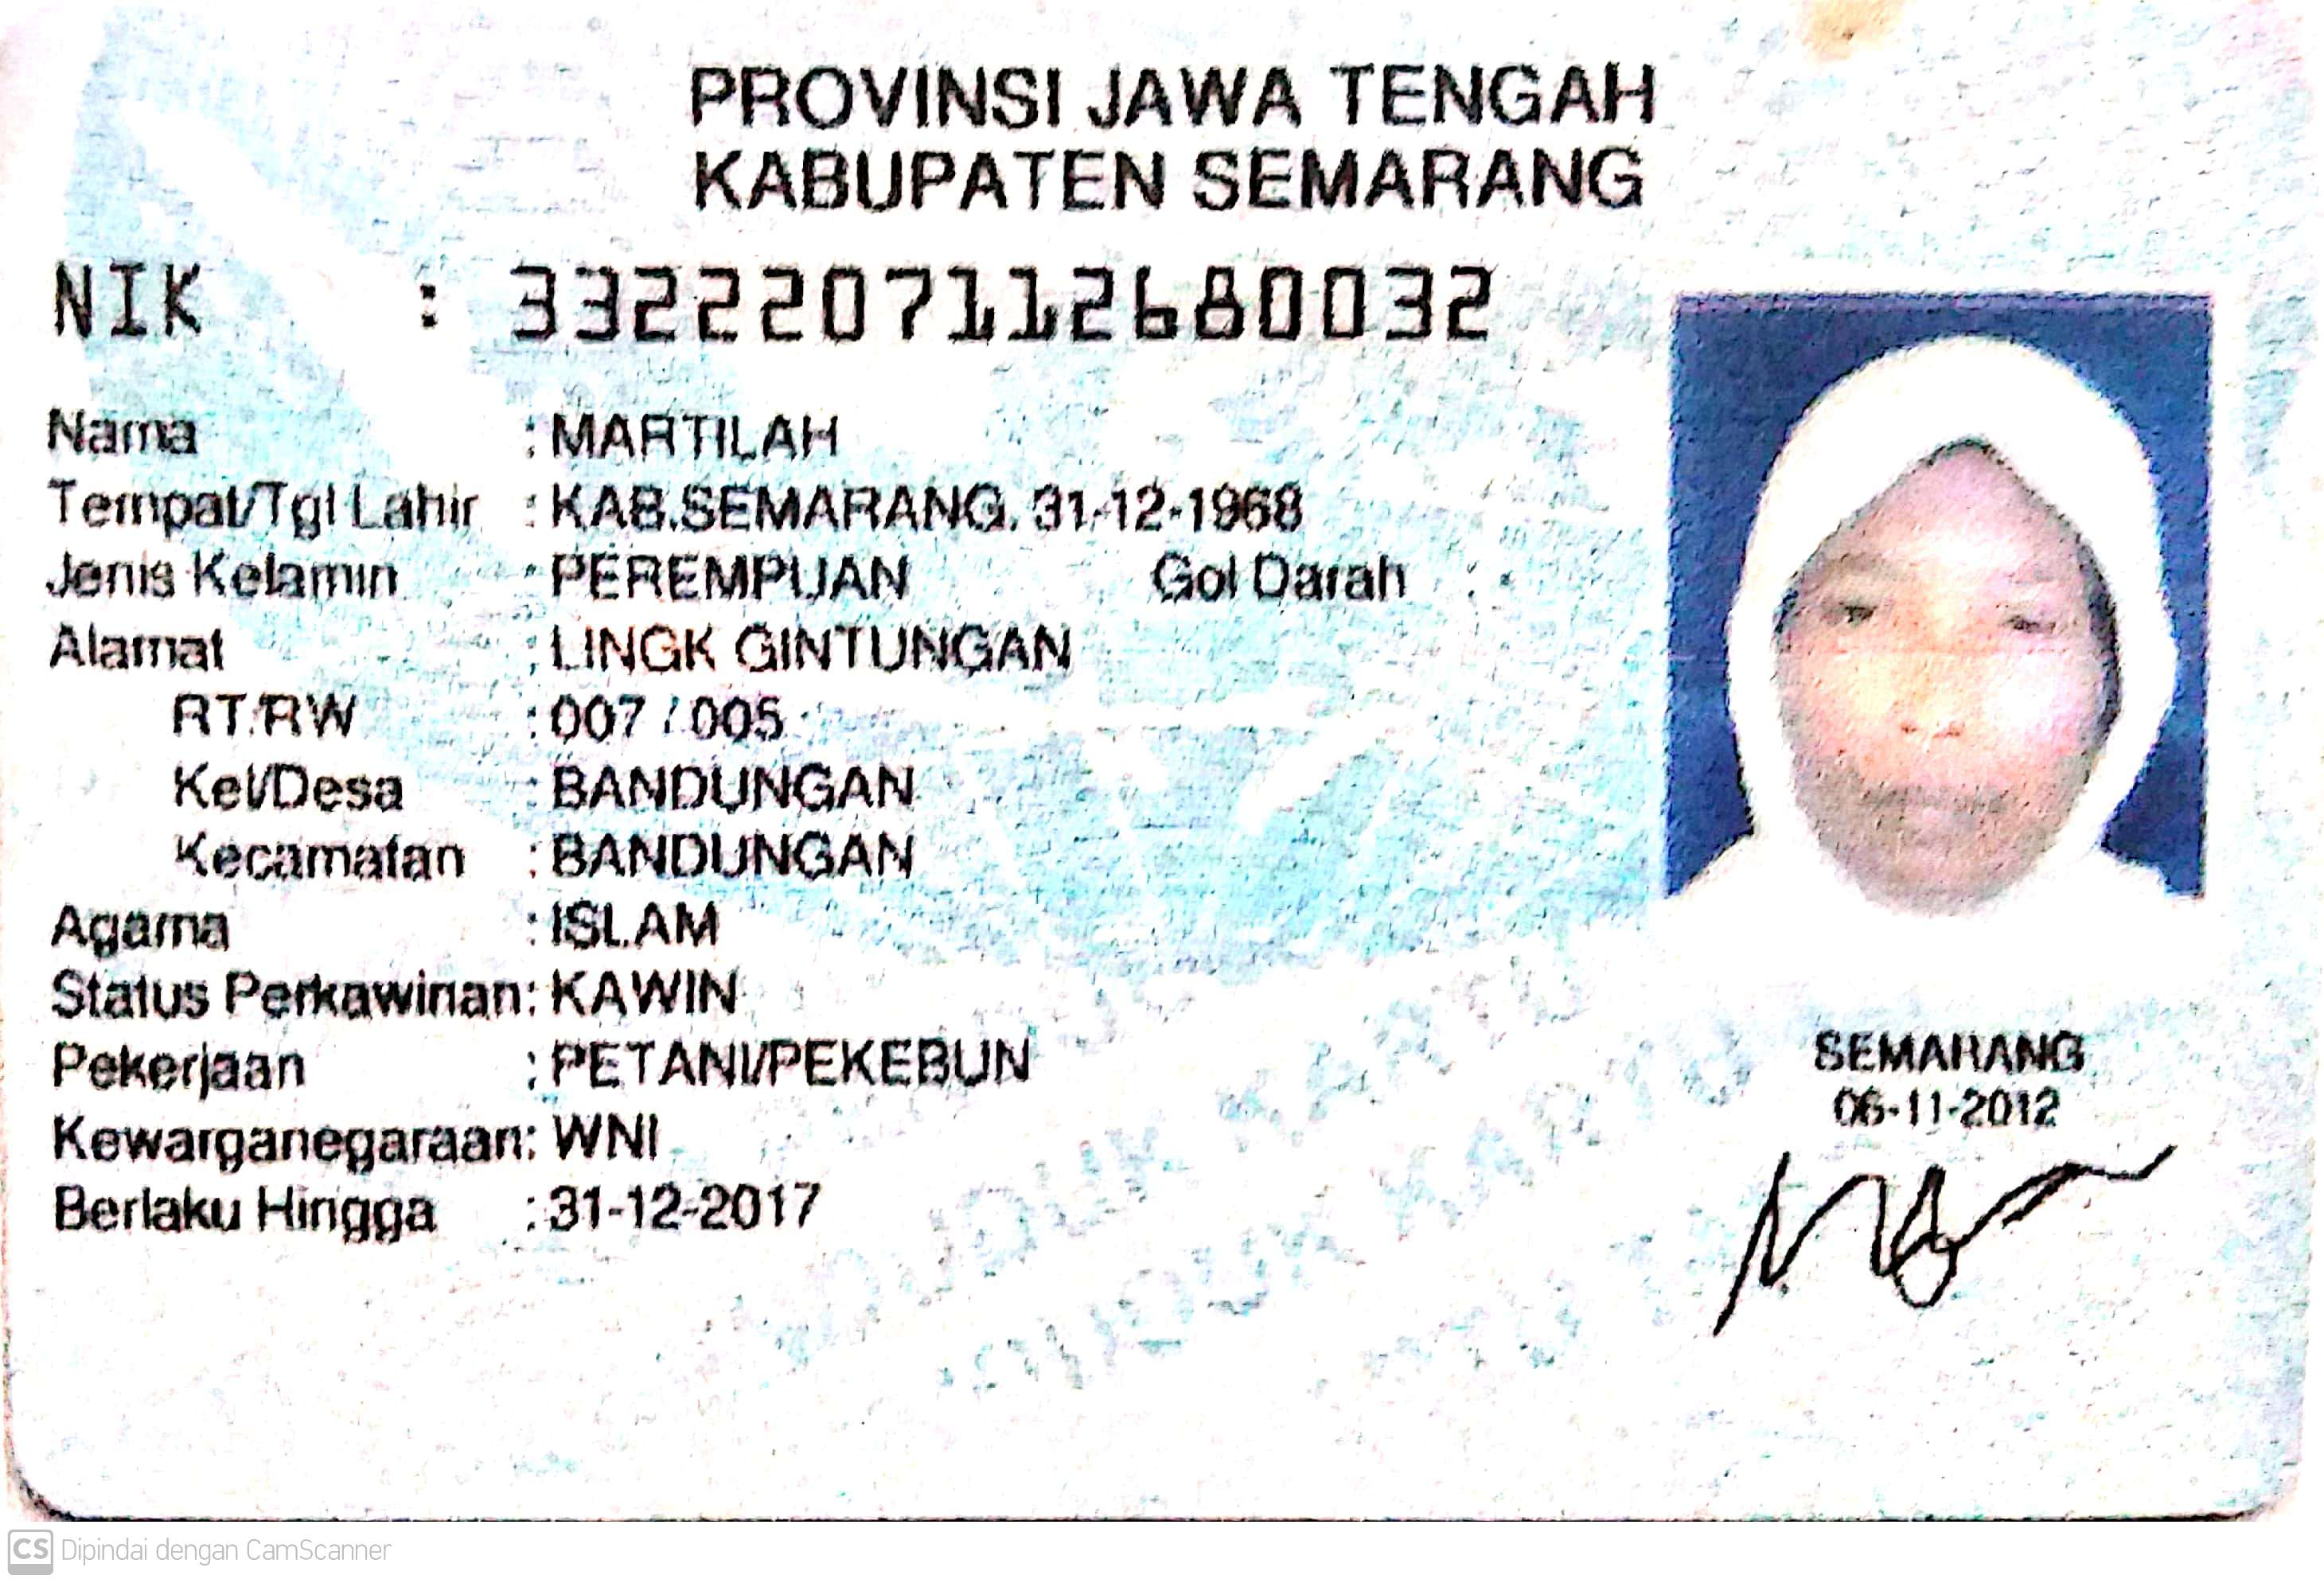 PROVINSI JAWA TENGAH
KABUPATEN SEMARANG
NIK : 3322207112680032
Nama : MARTILAH
Tempat/Tgl Lahir : KAB.SEMARANG. 31-12-1968
Jenis Kelamin : PEREMPUAN Gol Darah : -
Alamat : LINGK GINTUNGAN
RT/RW : 007 / 005
Kel/Desa : BANDUNGAN
Kecamatan : BANDUNGAN
Agama : ISLAM
Status Perkawinan: KAWIN
Pekerjaan : PETANI/PEKEBUN
Kewarganegaraan: WNI
Berlaku Hingga : 31-12-2017
SEMARANG
06-11-2012
CS Dipindai dengan CamScanner